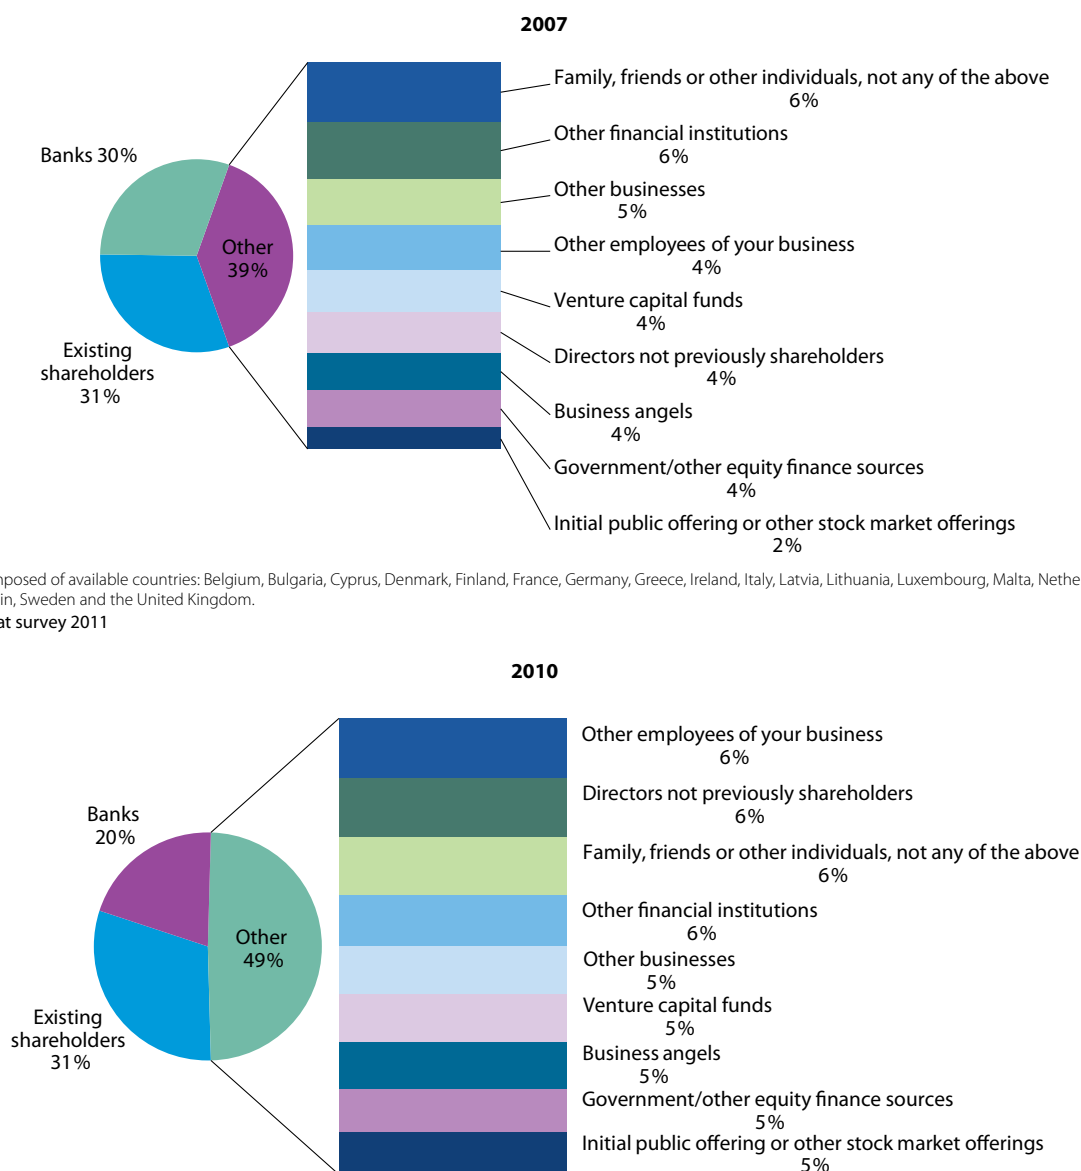 2007
Family, friends or other individuals, not any of the above
6%
Banks 30%
Other financial institutions
6%
Other businesses
5%
Other
39%
Other employees of your business
4%
Venture capital funds
4%
Existing
shareholders
31%
Directors not previously shareholders
4%
Business angels
4%
Government/other equity finance sources
4%
Initial public offering or other stock market offerings
2%
of available countries: Belgium, Bulgaria, Cyprus, Denmark, Finland, France, Germany, Greece, Ireland, Italy, Latvia, Lithuania, Luxembourg, Malta,
Sweden and the United Kingdom.
survey 2011
2010
Other employees of your business
6%
Directors not previously shareholders
6%
Banks
20%
Family, friends or other individuals, not any of the above
6%
Other financial institutions
6%
Other
49%
Other businesses
5%
Venture capital funds
5%
Existing
shareholders
31%
Business angels
5%
Government/other equity finance sources
5%
Initial public offering or other stock market offerings
5%